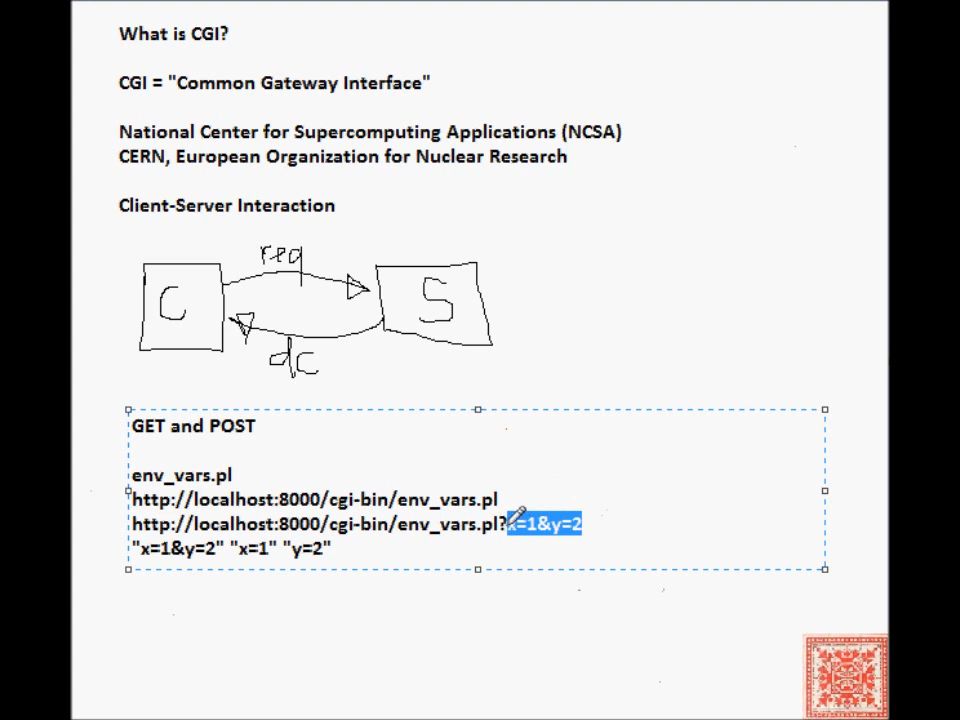 What is CGI?
CGI = "Common Gateway Interface"
National Center for Supercomputing Applications (NCSA)
CERN, European Organization for Nuclear Research
Client-Server Interaction
req
C
S
dc
GET and POST
env_vars.pl
http://localhost:8000/cgi-bin/env_vars.pl
http://localhost:8000/cgi-bin/env_vars.pl?x=1&y=2
"x=1&y=2" "x=1" "y=2"